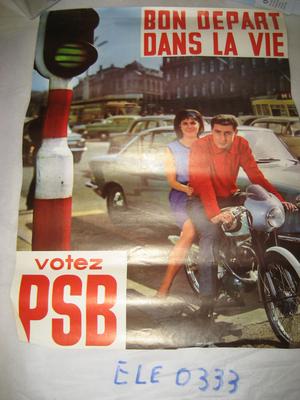 BON DEPART
DANS LA VIE
votez
PSB
ELE 0333